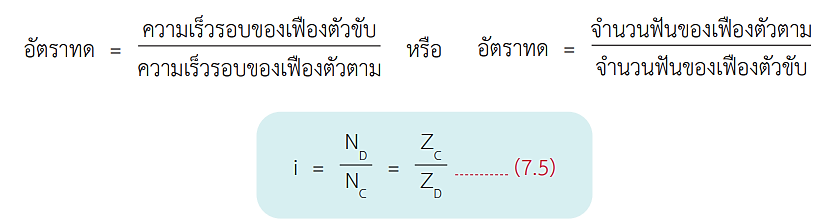 อัตราทด = ความเร็วรอบของเฟืองตัวขับ / ความเร็วรอบของเฟืองตัวตาม หรือ อัตราทด = จำนวนฟันของเฟืองตัวตาม / จำนวนฟันของเฟืองตัวขับ
i = N_D / N_C = Z_C / Z_D ........... (7.5)